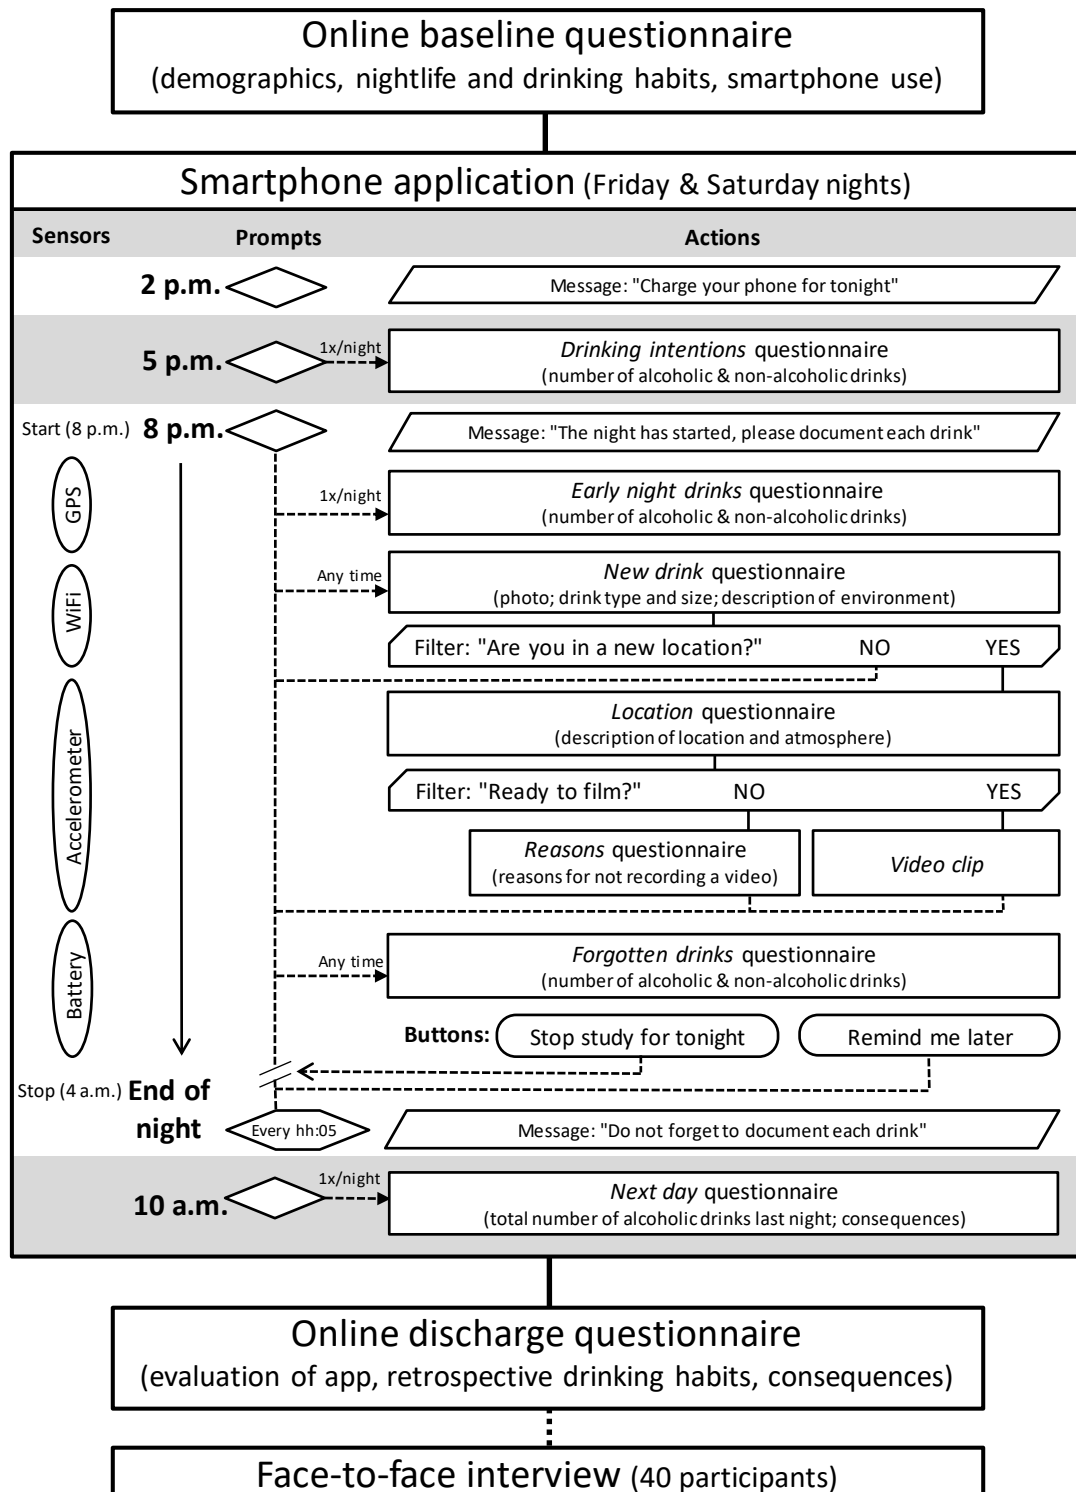 Online baseline questionnaire
(demographics, nightlife and drinking habits, smartphone use)
Smartphone application (Friday & Saturday nights)
Sensors Prompts Actions
2 p.m. Message: "Charge your phone for tonight"
5 p.m. 1x/night Drinking intentions questionnaire
(number of alcoholic & non-alcoholic drinks)
Start (8 p.m.) 8 p.m. Message: "The night has started, please document each drink"
GPS
1x/night Early night drinks questionnaire
(number of alcoholic & non-alcoholic drinks)
WiFi
Any time New drink questionnaire
(photo; drink type and size; description of environment)
Filter: "Are you in a new location?" NO YES
Accelerometer
Location questionnaire
(description of location and atmosphere)
Filter: "Ready to film?" NO YES
Reasons questionnaire
(reasons for not recording a video)
Video clip
Battery
Any time Forgotten drinks questionnaire
(number of alcoholic & non-alcoholic drinks)
Buttons: Stop study for tonight Remind me later
Stop (4 a.m.) End of
night Every hh:05 Message: "Do not forget to document each drink"
10 a.m. 1x/night Next day questionnaire
(total number of alcoholic drinks last night; consequences)
Online discharge questionnaire
(evaluation of app, retrospective drinking habits, consequences)
Face-to-face interview (40 participants)